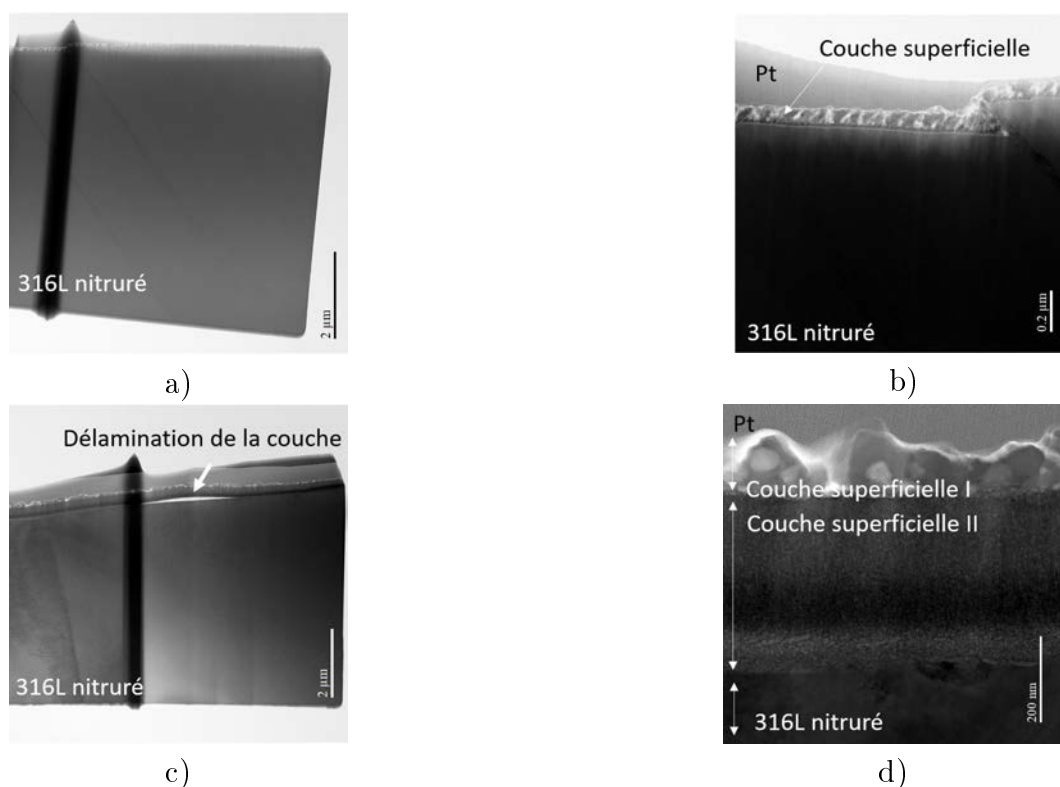 316L nitruré
2 μm
a)
Couche superficielle
Pt
316L nitruré
0.2 μm
b)
Délamination de la couche
316L nitruré
2 μm
c)
Pt
Couche superficielle I
Couche superficielle II
316L nitruré
200 nm
d)